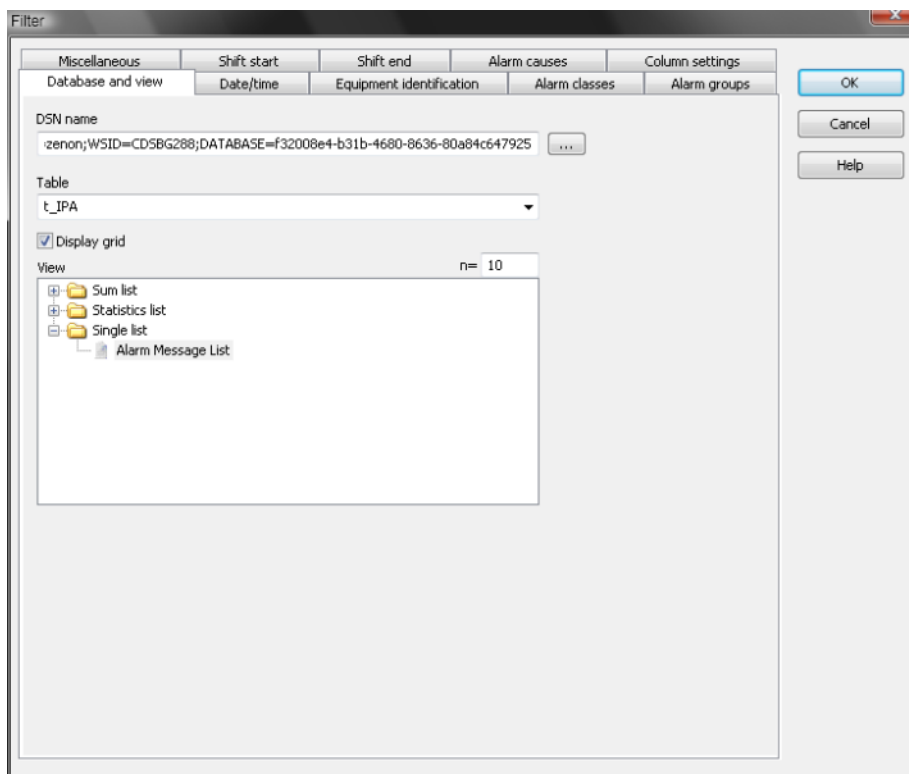 Filter
Miscellaneous Shift start Shift end Alarm causes Column settings
Database and view Date/time Equipment identification Alarm classes Alarm groups
OK
Cancel
Help
DSN name
zenon;WSID=CDSBG288;DATABASE=f32008e4-b31b-4680-8636-80a84c647925 ...
Table
t_IPA
Display grid
View n= 10
Sum list
Statistics list
Single list
Alarm Message List